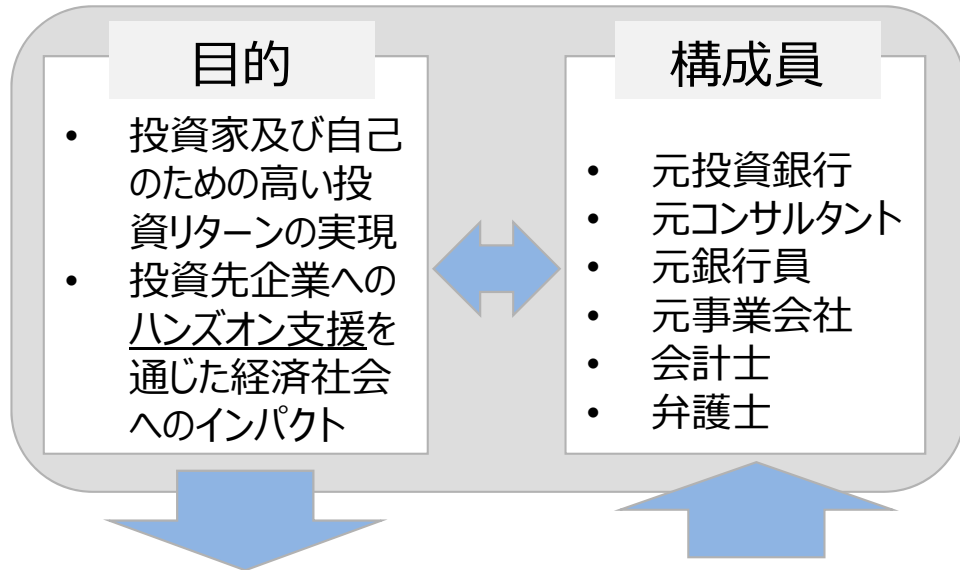 目的
• 投資家及び自己
のための高い投
資リターンの実現
• 投資先企業への
ハンズオン支援を
通じた経済社会
へのインパクト
構成員
• 元投資銀行
• 元コンサルタント
• 元銀行員
• 元事業会社
• 会計士
• 弁護士